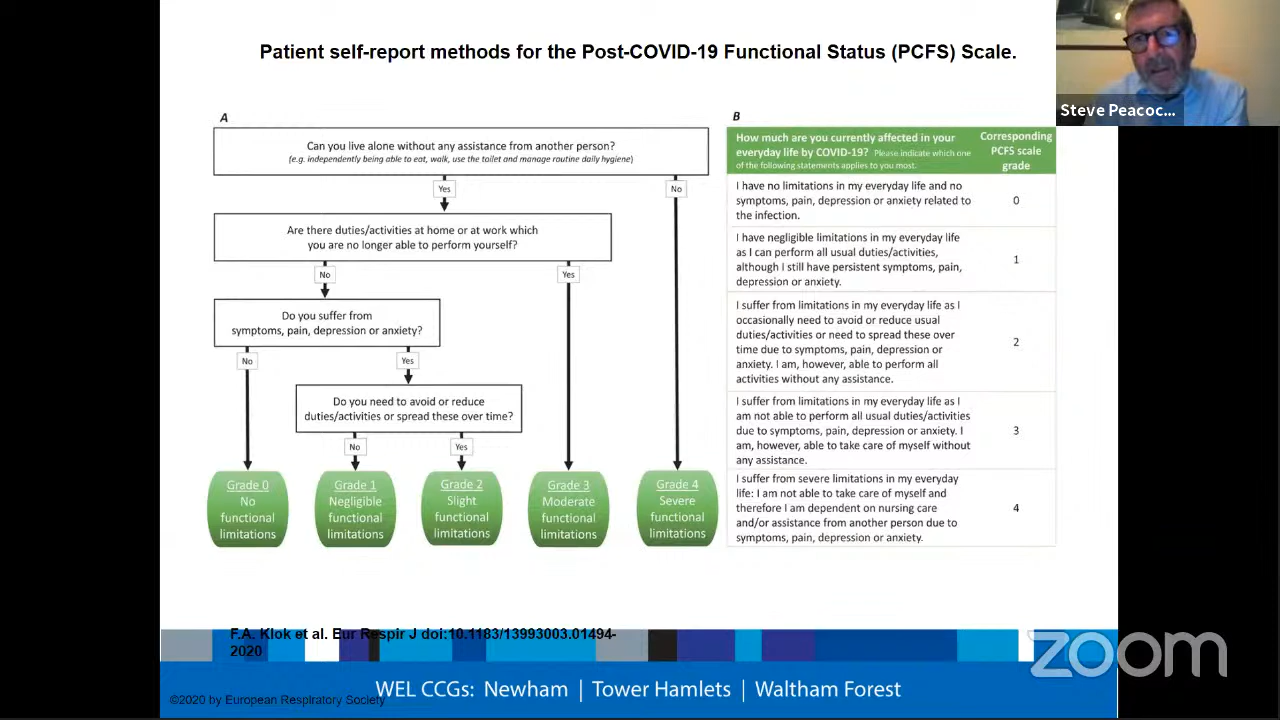 Patient self-report methods for the Post-COVID-19 Functional Status (PCFS) Scale.
Steve Peacoc...
A
Can you live alone without any assistance from another person?
(e.g. independently being able to eat, walk, use the toilet and manage routine daily hygiene)
Yes
No
Are there duties/activities at home or at work which
you are no longer able to perform yourself?
No
Yes
Do you suffer from
symptoms, pain, depression or anxiety?
No
Yes
Do you need to avoid or reduce
duties/activities or spread these over time?
No
Yes
Grade 0
No
functional
limitations
Grade 1
Negligible
functional
limitations
Grade 2
Slight
functional
limitations
Grade 3
Moderate
functional
limitations
Grade 4
Severe
functional
limitations
B
How much are you currently affected in your
everyday life by COVID-19? Please indicate which one
of the following statements applies to you most.
Corresponding
PCFS scale
grade
I have no limitations in my everyday life and no
symptoms, pain, depression or anxiety related to
the infection.
0
I have negligible limitations in my everyday life
as I can perform all usual duties/activities,
although I still have persistent symptoms, pain,
depression or anxiety.
1
I suffer from limitations in my everyday life as I
occasionally need to avoid or reduce usual
duties/activities or need to spread these over
time due to symptoms, pain, depression or
anxiety. I am, however, able to perform all
activities without any assistance.
2
I suffer from limitations in my everyday life as I
am not able to perform all usual duties/activities
due to symptoms, pain, depression or anxiety. I
am, however, able to take care of myself without
any assistance.
3
I suffer from severe limitations in my everyday
life: I am not able to take care of myself and
therefore I am dependent on nursing care
and/or assistance from another person due to
symptoms, pain, depression or anxiety.
4
F.A. Klok et al. Eur Respir J doi:10.1183/13993003.01494-
2020
zoom
WEL CCGs: Newham | Tower Hamlets | Waltham Forest
©2020 by European Respiratory Society